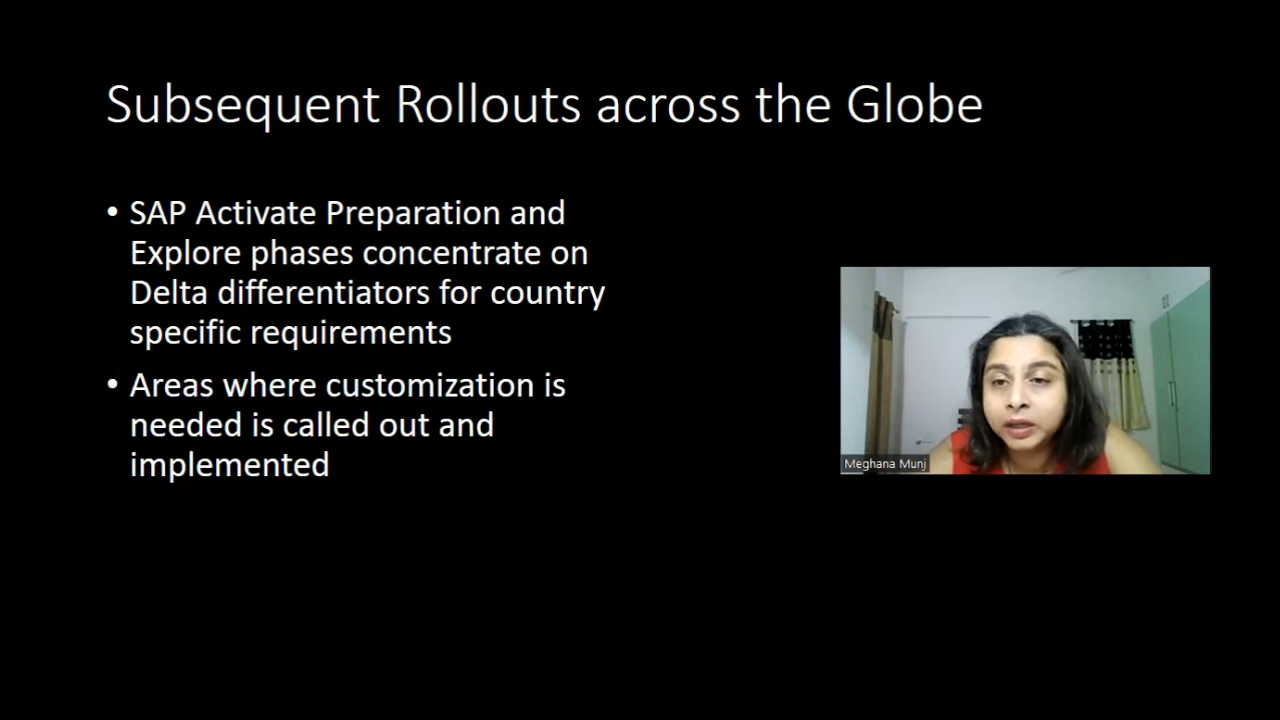 Subsequent Rollouts across the Globe
• SAP Activate Preparation and
Explore phases concentrate on
Delta differentiators for country
specific requirements
• Areas where customization is
needed is called out and
implemented
Meghana Munj